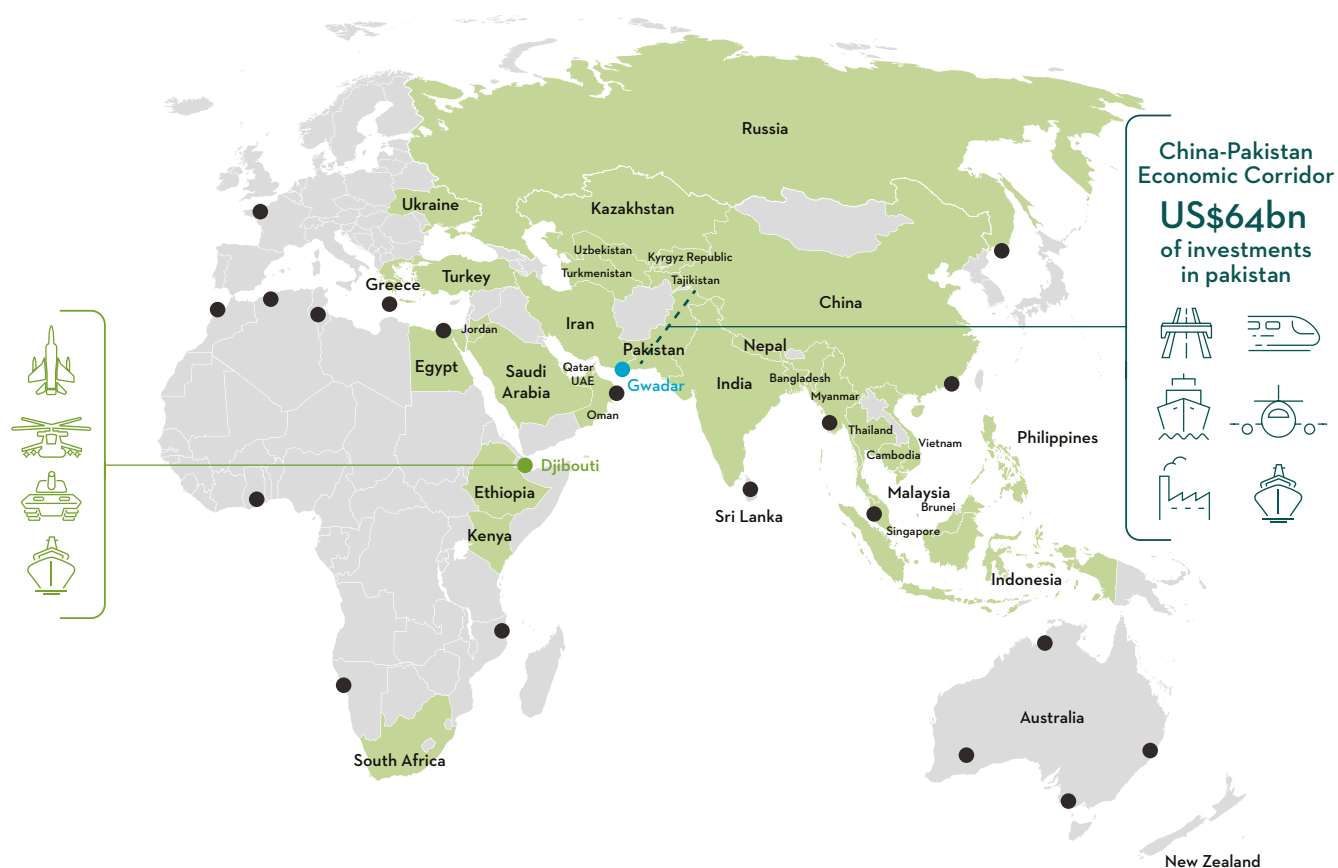 Russia
China-Pakistan
Economic Corridor
US$64bn
of investments
in pakistan
Ukraine
Kazakhstan
Uzbekistan
Kyrgyz Republic
Turkmenistan
Tajikistan
Greece
Turkey
China
Jordan
Iran
Pakistan
Nepal
Egypt
Saudi
Arabia
Qatar
UAE
Gwadar
India
Bangladesh
Myanmar
Oman
Thailand
Vietnam
Cambodia
Philippines
Djibouti
Ethiopia
Malaysia
Brunei
Sri Lanka
Singapore
Kenya
Indonesia
Australia
South Africa
New Zealand